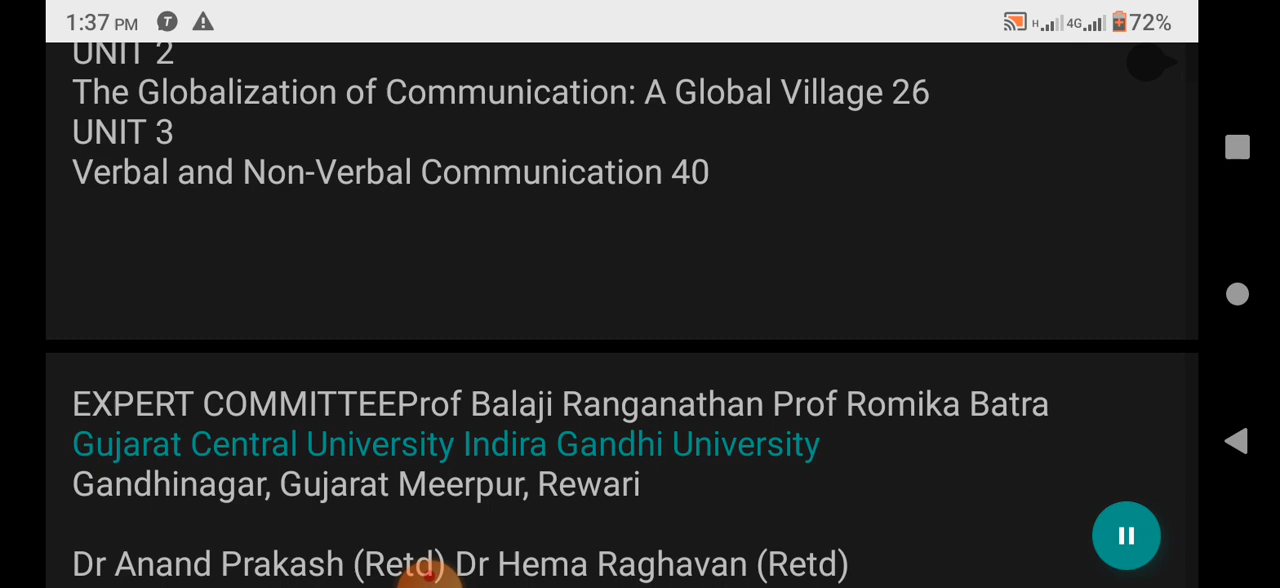 1:37 PM
H 4G 72%
UNIT 2
The Globalization of Communication: A Global Village 26
UNIT 3
Verbal and Non-Verbal Communication 40
EXPERT COMMITTEEProf Balaji Ranganathan Prof Romika Batra
Gujarat Central University Indira Gandhi University
Gandhinagar, Gujarat Meerpur, Rewari
Dr Anand Prakash (Retd) Dr Hema Raghavan (Retd)